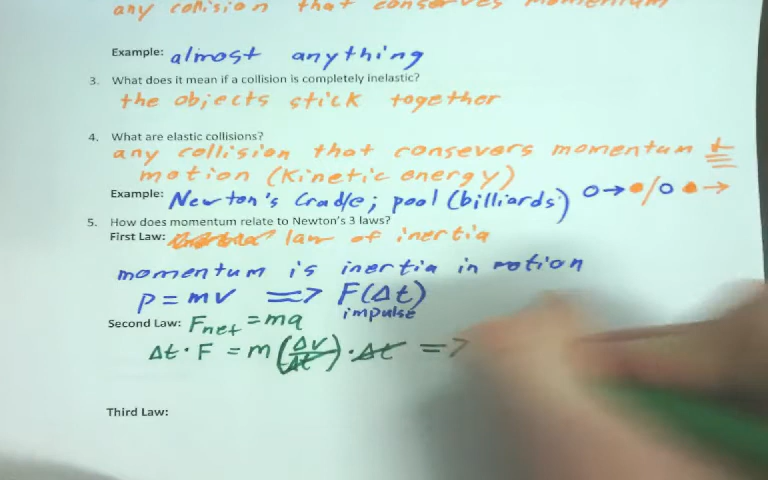 any collision that conserves momentum
Example: almost anything
3. What does it mean if a collision is completely inelastic?
the objects stick together
4. What are elastic collisions?
any collision that consevers momentum +
motion (kinetic energy)
Example: Newton's Cradle; pool (billiards) O→●/O ●→
5. How does momentum relate to Newton's 3 laws?
First Law: law of inertia
momentum is inertia in motion
p = mv => F(Δt)
impulse
Second Law: Fnet = ma
Δt · F = m(Δv/Δt) · Δt =>
Third Law: